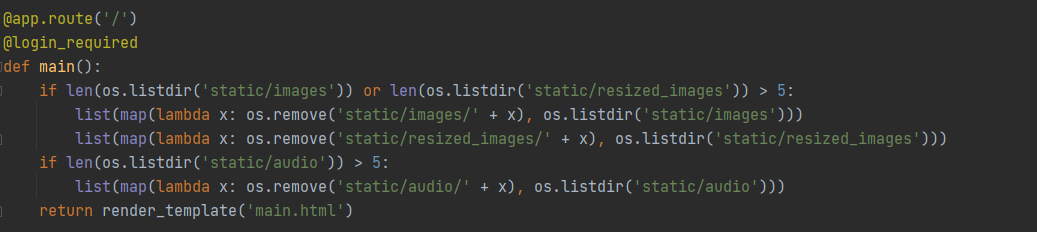 @app.route('/')
@login_required
def main():
    if len(os.listdir('static/images')) or len(os.listdir('static/resized_images')) > 5:
        list(map(lambda x: os.remove('static/images/' + x), os.listdir('static/images')))
        list(map(lambda x: os.remove('static/resized_images/' + x), os.listdir('static/resized_images')))
    if len(os.listdir('static/audio')) > 5:
        list(map(lambda x: os.remove('static/audio/' + x), os.listdir('static/audio')))
    return render_template('main.html')